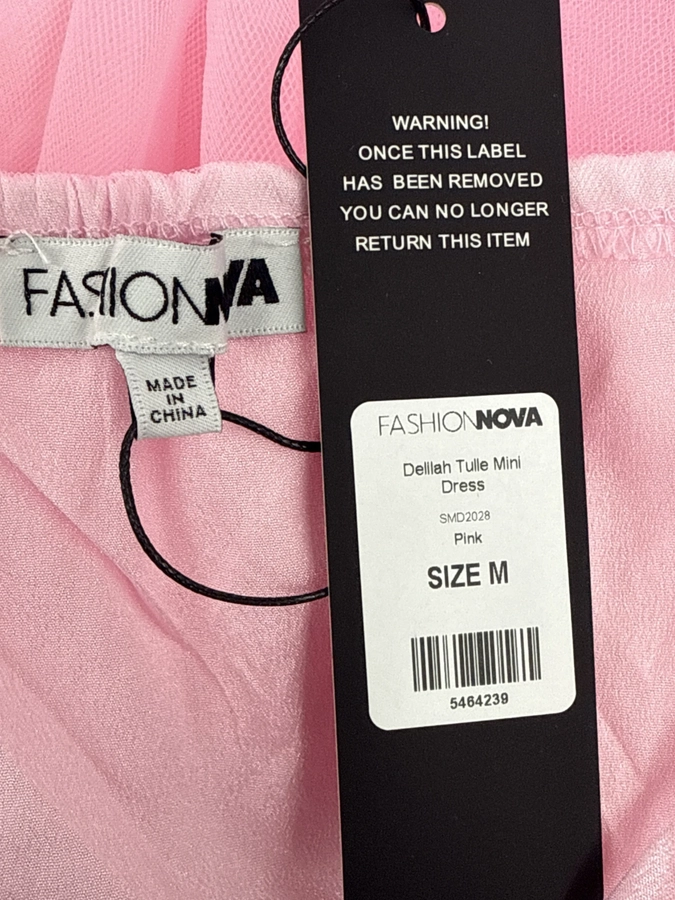 WARNING!
ONCE THIS LABEL
HAS BEEN REMOVED
YOU CAN NO LONGER
RETURN THIS ITEM
FASHIONNOVA
MADE
IN
CHINA
FASHIONNOVA
Delilah Tulle Mini
Dress
SMD2028
Pink
SIZE M
5464239